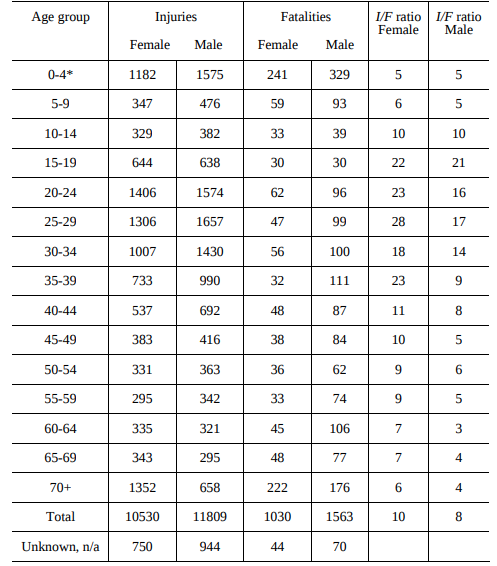 Age group Injuries Fatalities I/F ratio I/F ratio
Female Male Female Male Female Male
0-4* 1182 1575 241 329 5 5
5-9 347 476 59 93 6 5
10-14 329 382 33 39 10 10
15-19 644 638 30 30 22 21
20-24 1406 1574 62 96 23 16
25-29 1306 1657 47 99 28 17
30-34 1007 1430 56 100 18 14
35-39 733 990 32 111 23 9
40-44 537 692 48 87 11 8
45-49 383 416 38 84 10 5
50-54 331 363 36 62 9 6
55-59 295 342 33 74 9 5
60-64 335 321 45 106 7 3
65-69 343 295 48 77 7 4
70+ 1352 658 222 176 6 4
Total 10530 11809 1030 1563 10 8
Unknown, n/a 750 944 44 70